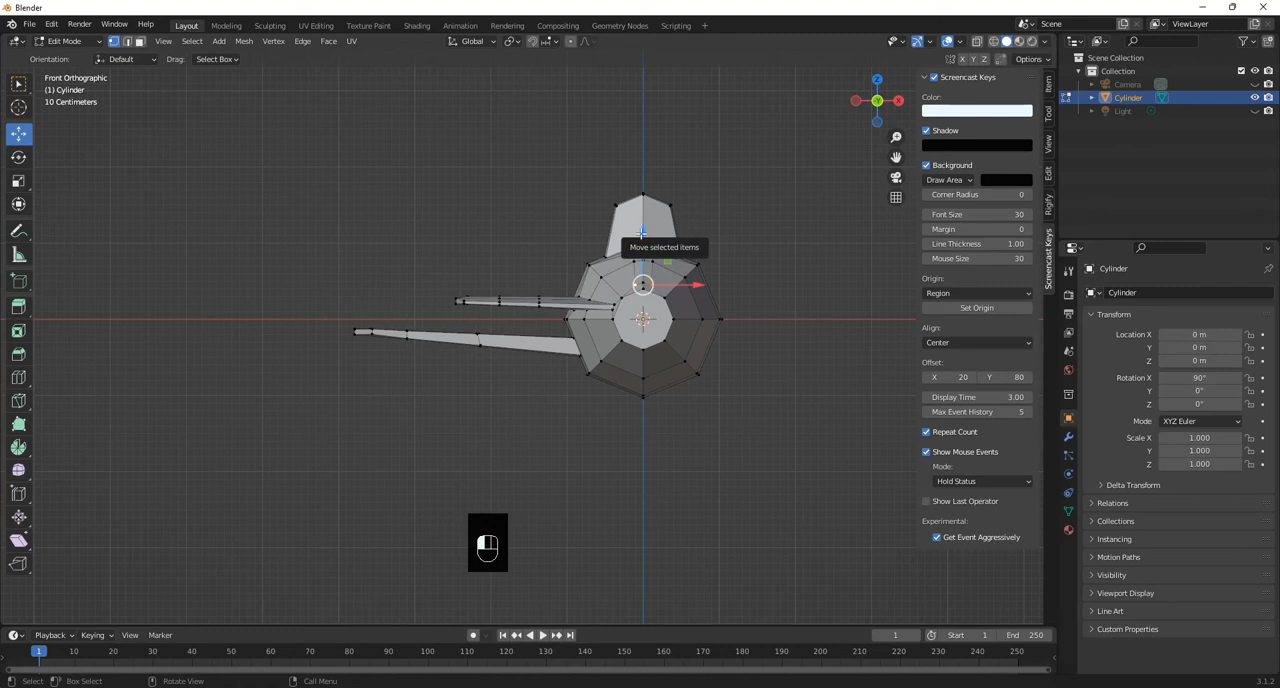 Blender
File Edit Render Window Help Layout Modeling Sculpting UV Editing Texture Paint Shading Animation Rendering Compositing Geometry Nodes Scripting + Scene ViewLayer
Edit Mode View Select Add Mesh Vertex Edge Face UV Global
Orientation: Default Drag: Select Box X Y Z Options
Scene Collection
Collection
Camera
Cylinder
Light
Front Orthographic
(1) Cylinder
10 Centimeters
Z
Y
X
Move selected items
Screencast Keys
Color:
Shadow
Background
Draw Area
Corner Radius 0
Font Size 30
Margin 0
Line Thickness 1.00
Mouse Size 30
Origin:
Region
Set Origin
Align:
Center
Offset:
X 20 Y 80
Display Time 3.00
Max Event History 5
Repeat Count
Show Mouse Events
Mode:
Hold Status
Show Last Operator
Experimental:
Get Event Aggressively
Item
Tool
View
Edit
Rigify
Screencast Keys
Cylinder
Cylinder
Transform
Location X 0 m
Y 0 m
Z 0 m
Rotation X 90°
Y 0°
Z 0°
Mode XYZ Euler
Scale X 1.000
Y 1.000
Z 1.000
Delta Transform
Relations
Collections
Instancing
Motion Paths
Visibility
Viewport Display
Line Art
Custom Properties
Playback Keying View Marker 1 Start 1 End 250
1 10 20 30 40 50 60 70 80 90 100 110 120 130 140 150 160 170 180 190 200 210 220 230 240 250
Select Box Select Rotate View Call Menu 3.1.2